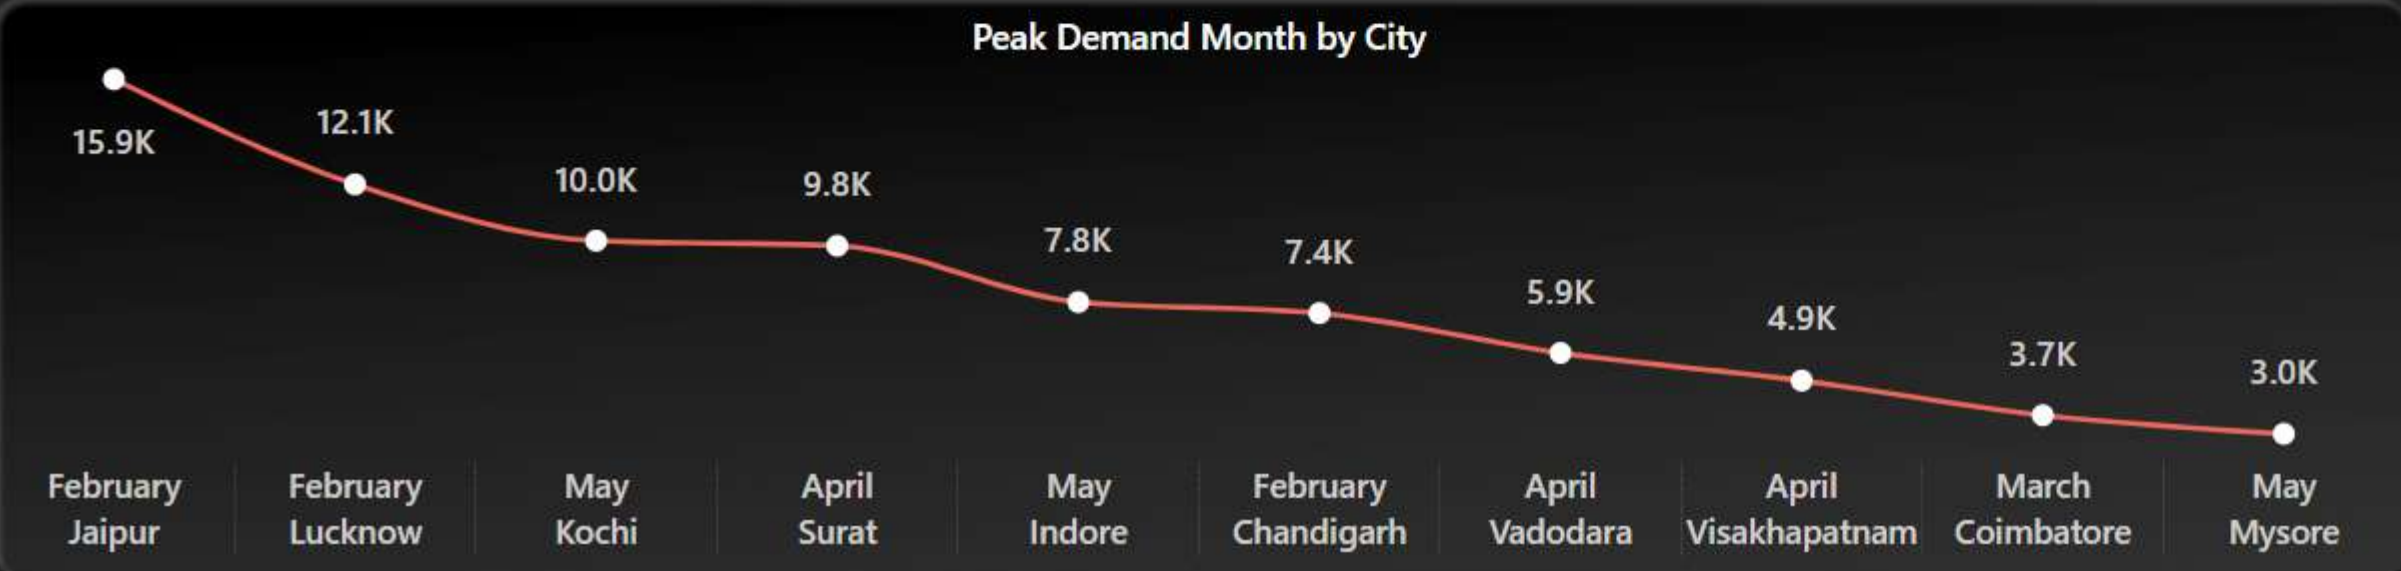 Peak Demand Month by City
15.9K
12.1K
10.0K
9.8K
7.8K
7.4K
5.9K
4.9K
3.7K
3.0K
February February May April May February April April March May
Jaipur Lucknow Kochi Surat Indore Chandigarh Vadodara Visakhapatnam Coimbatore Mysore